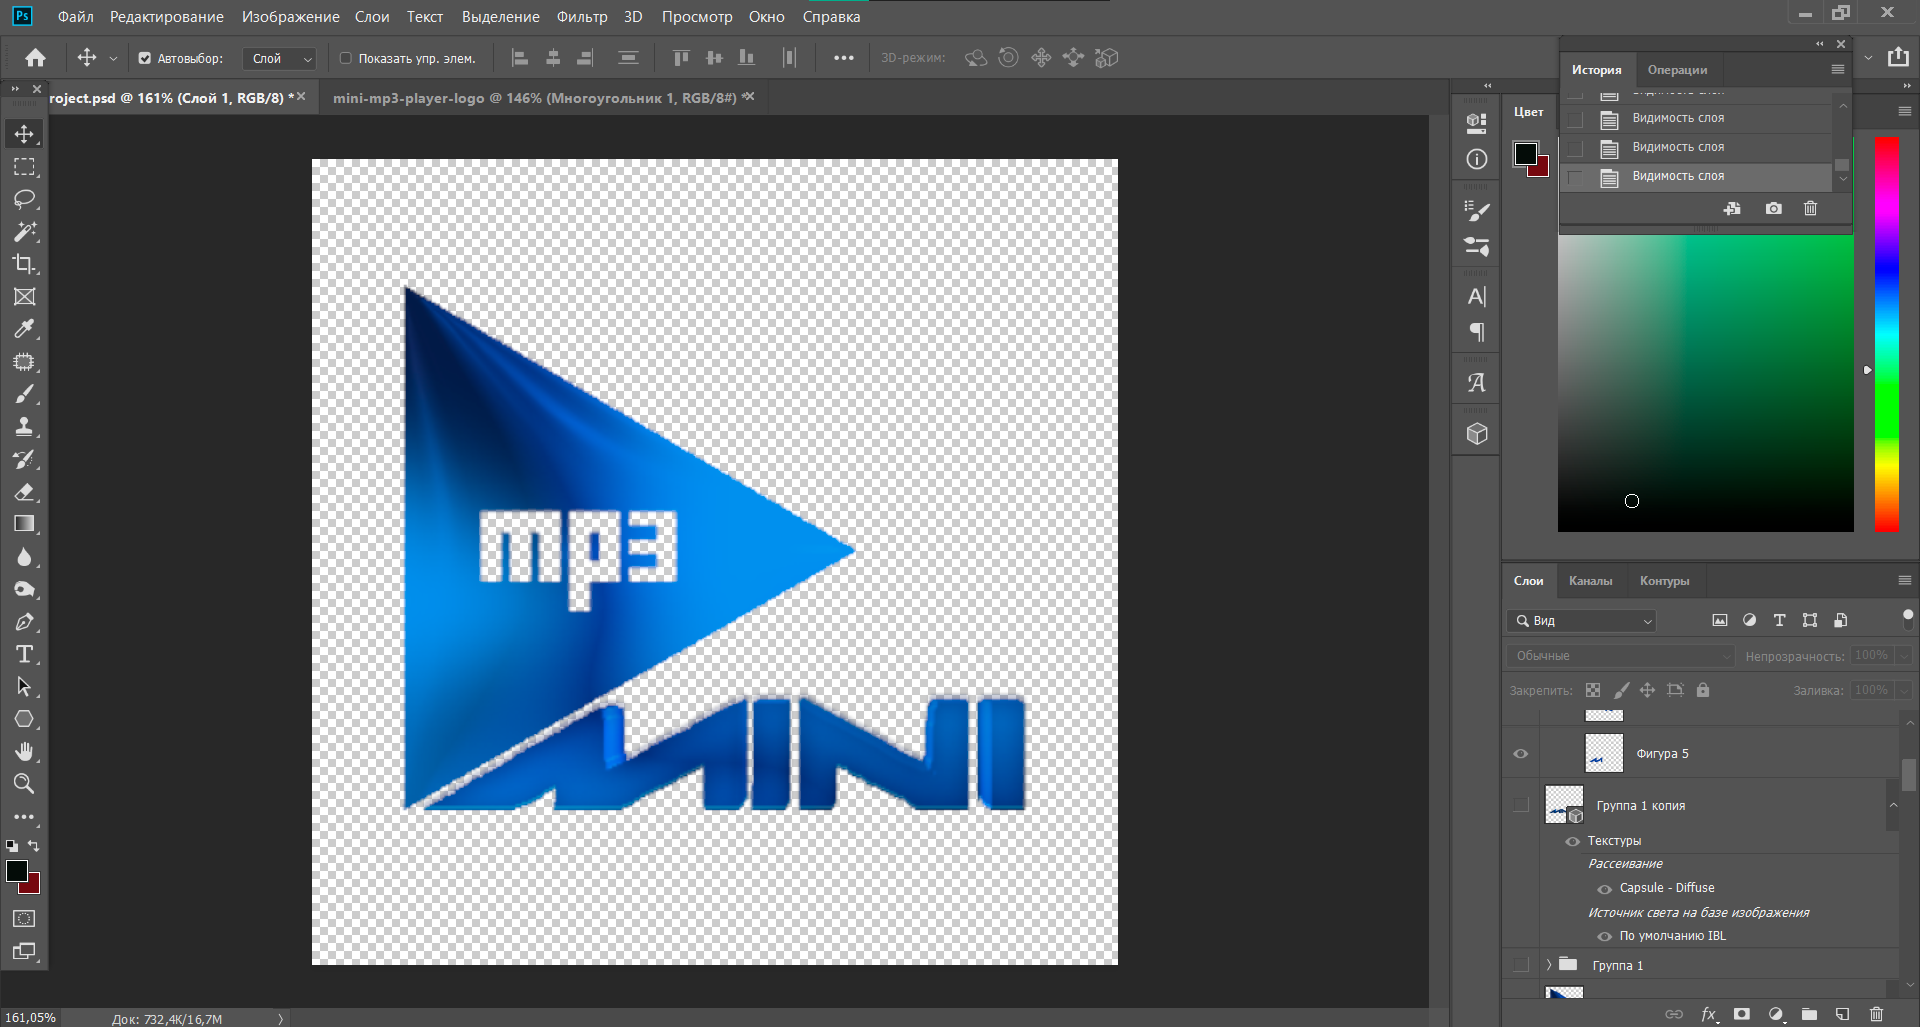 Ps Файл Редактирование Изображение Слои Текст Выделение Фильтр 3D Просмотр Окно Справка
Автовыбор: Слой Показать упр. элем. 3D-режим:
roject.psd @ 161% (Слой 1, RGB/8) * mini-mp3-player-logo @ 146% (Многоугольник 1, RGB/8#) *
История Операции
Видимость слоя
Видимость слоя
Видимость слоя
Видимость слоя
Цвет
mp3
MINI
Слои Каналы Контуры
Вид
Обычные Непрозрачность: 100%
Закрепить: Заливка: 100%
Фигура 5
Группа 1 копия
Текстуры
Рассеивание
Capsule - Diffuse
Источник света на базе изображения
По умолчанию IBL
Группа 1
161,05% Док: 732,4K/16,7M